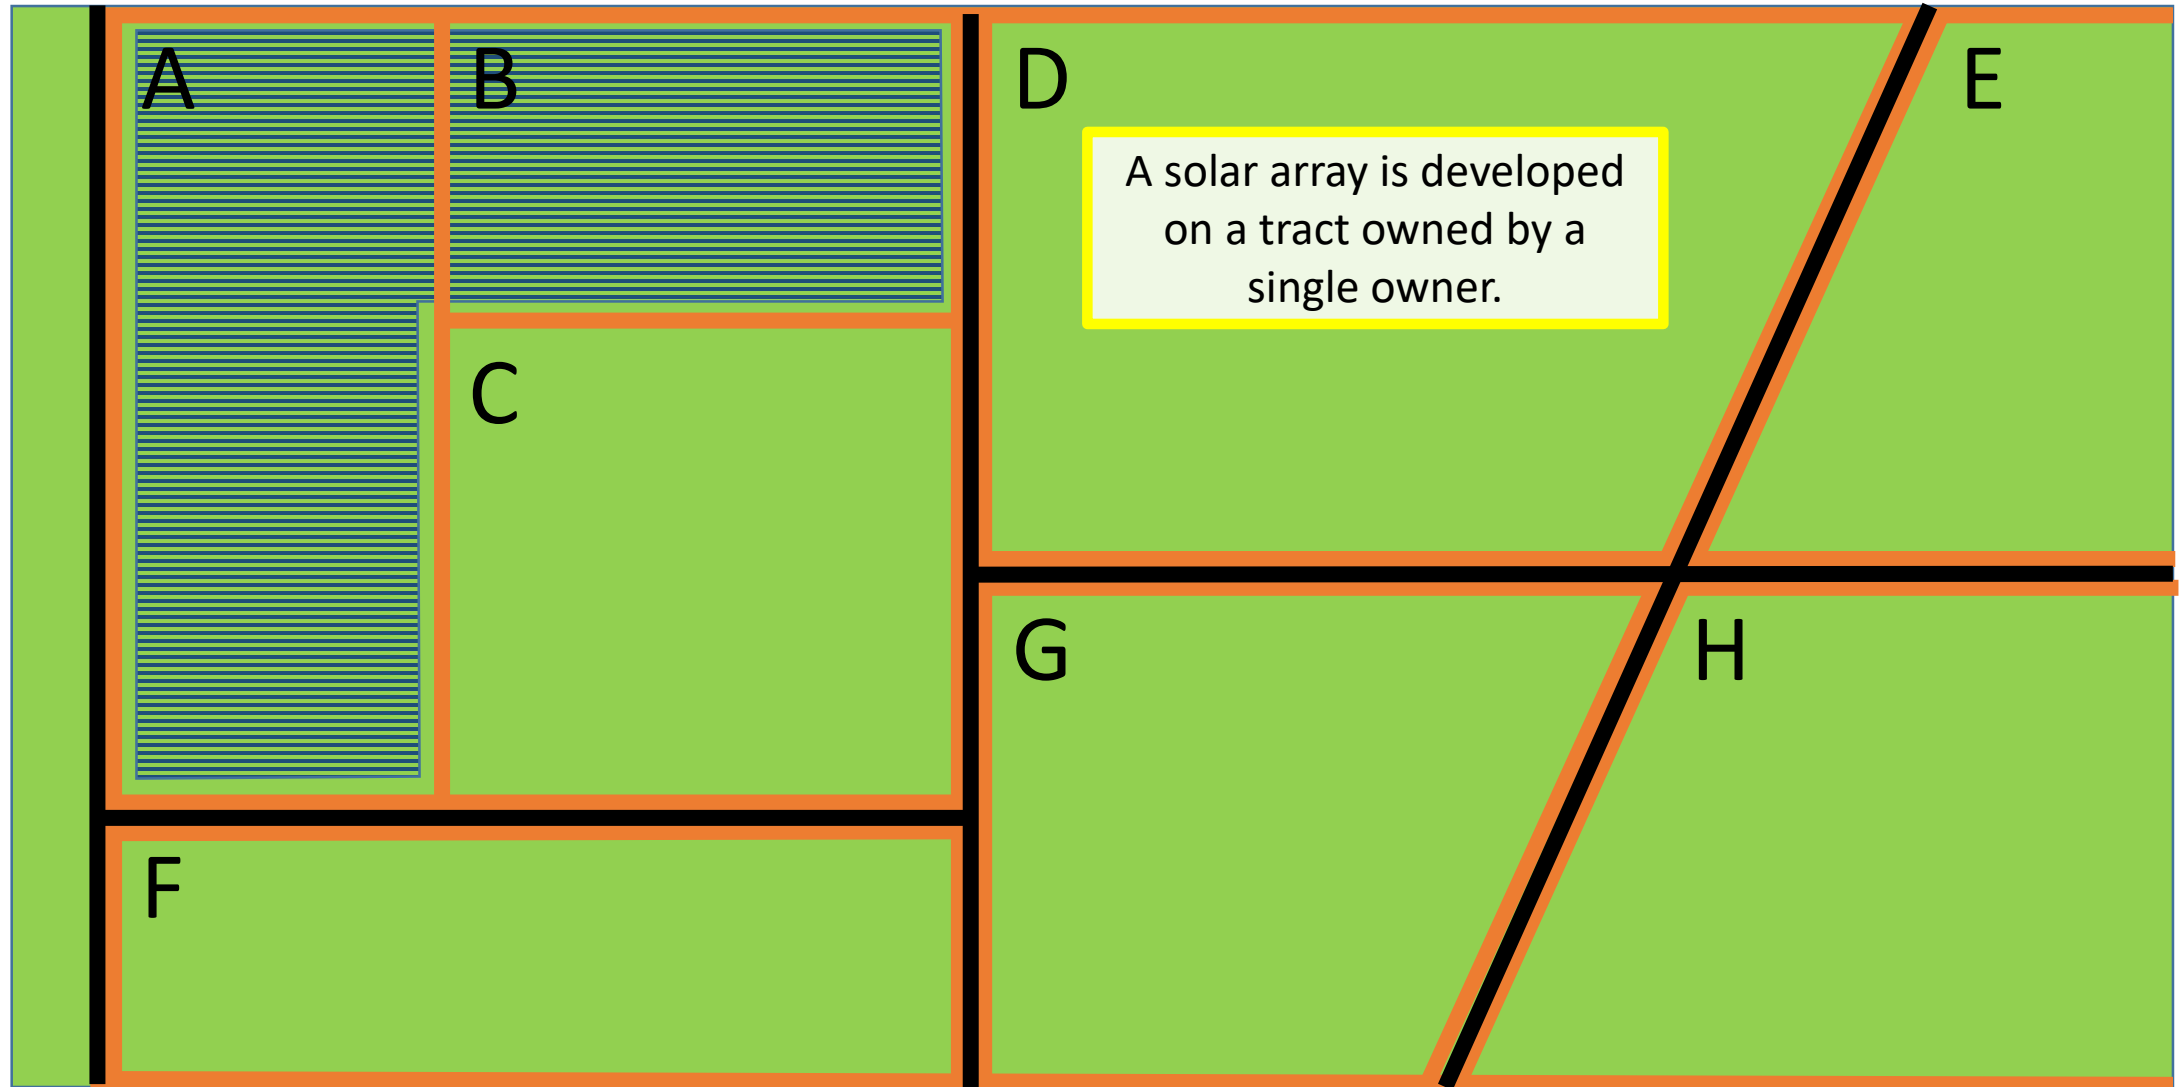 A
B
D
E
A solar array is developed
on a tract owned by a
single owner.
C
G
H
F